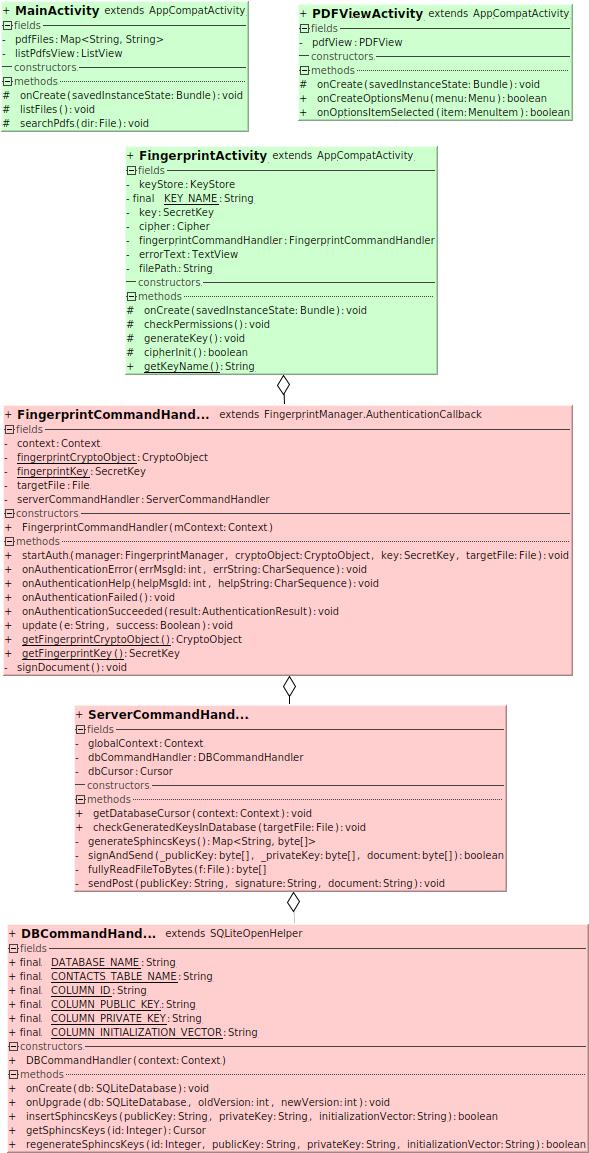 + MainActivity extends AppCompatActivity
fields
- pdfFiles:Map<String, String>
- listPdfsView:ListView
constructors
methods
# onCreate(savedInstanceState:Bundle):void
# listFiles():void
# searchPdfs(dir:File):void
+ PDFViewActivity extends AppCompatActivity
fields
- pdfView:PDFView
constructors
methods
# onCreate(savedInstanceState:Bundle):void
+ onCreateOptionsMenu(menu:Menu):boolean
+ onOptionsItemSelected(item:MenuItem):boolean
+ FingerprintActivity extends AppCompatActivity
fields
- keyStore:KeyStore
- final KEY_NAME:String
- key:SecretKey
- cipher:Cipher
- fingerprintCommandHandler:FingerprintCommandHandler
- errorText:TextView
- filePath:String
constructors
methods
# onCreate(savedInstanceState:Bundle):void
# checkPermissions():void
# generateKey():void
# cipherInit():boolean
+ getKeyName():String
+ FingerprintCommandHand... extends FingerprintManager.AuthenticationCallback
fields
- context:Context
- fingerprintCryptoObject:CryptoObject
- fingerprintKey:SecretKey
- targetFile:File
- serverCommandHandler:ServerCommandHandler
constructors
+ FingerprintCommandHandler(mContext:Context)
methods
+ startAuth(manager:FingerprintManager, cryptoObject:CryptoObject, key:SecretKey, targetFile:File):void
+ onAuthenticationError(errMsgId:int, errString:CharSequence):void
+ onAuthenticationHelp(helpMsgId:int, helpString:CharSequence):void
+ onAuthenticationFailed():void
+ onAuthenticationSucceeded(result:AuthenticationResult):void
+ update(e:String, success:Boolean):void
+ getFingerprintCryptoObject():CryptoObject
+ getFingerprintKey():SecretKey
- signDocument():void
+ ServerCommandHand...
fields
- globalContext:Context
- dbCommandHandler:DBCommandHandler
- dbCursor:Cursor
constructors
methods
+ getDatabaseCursor(context:Context):void
+ checkGeneratedKeysInDatabase(targetFile:File):void
- generateSphincsKeys():Map<String, byte[]>
- signAndSend(_publicKey:byte[], _privateKey:byte[], document:byte[]):boolean
- fullyReadFileToBytes(f:File):byte[]
- sendPost(publicKey:String, signature:String, document:String):void
+ DBCommandHand... extends SQLiteOpenHelper
fields
+ final DATABASE_NAME:String
+ final CONTACTS_TABLE_NAME:String
+ final COLUMN_ID:String
+ final COLUMN_PUBLIC_KEY:String
+ final COLUMN_PRIVATE_KEY:String
+ final COLUMN_INITIALIZATION_VECTOR:String
constructors
+ DBCommandHandler(context:Context)
methods
+ onCreate(db:SQLiteDatabase):void
+ onUpgrade(db:SQLiteDatabase, oldVersion:int, newVersion:int):void
+ insertSphincsKeys(publicKey:String, privateKey:String, initializationVector:String):boolean
+ getSphincsKeys(id:Integer):Cursor
+ regenerateSphincsKeys(id:Integer, publicKey:String, privateKey:String, initializationVector:String):boolean